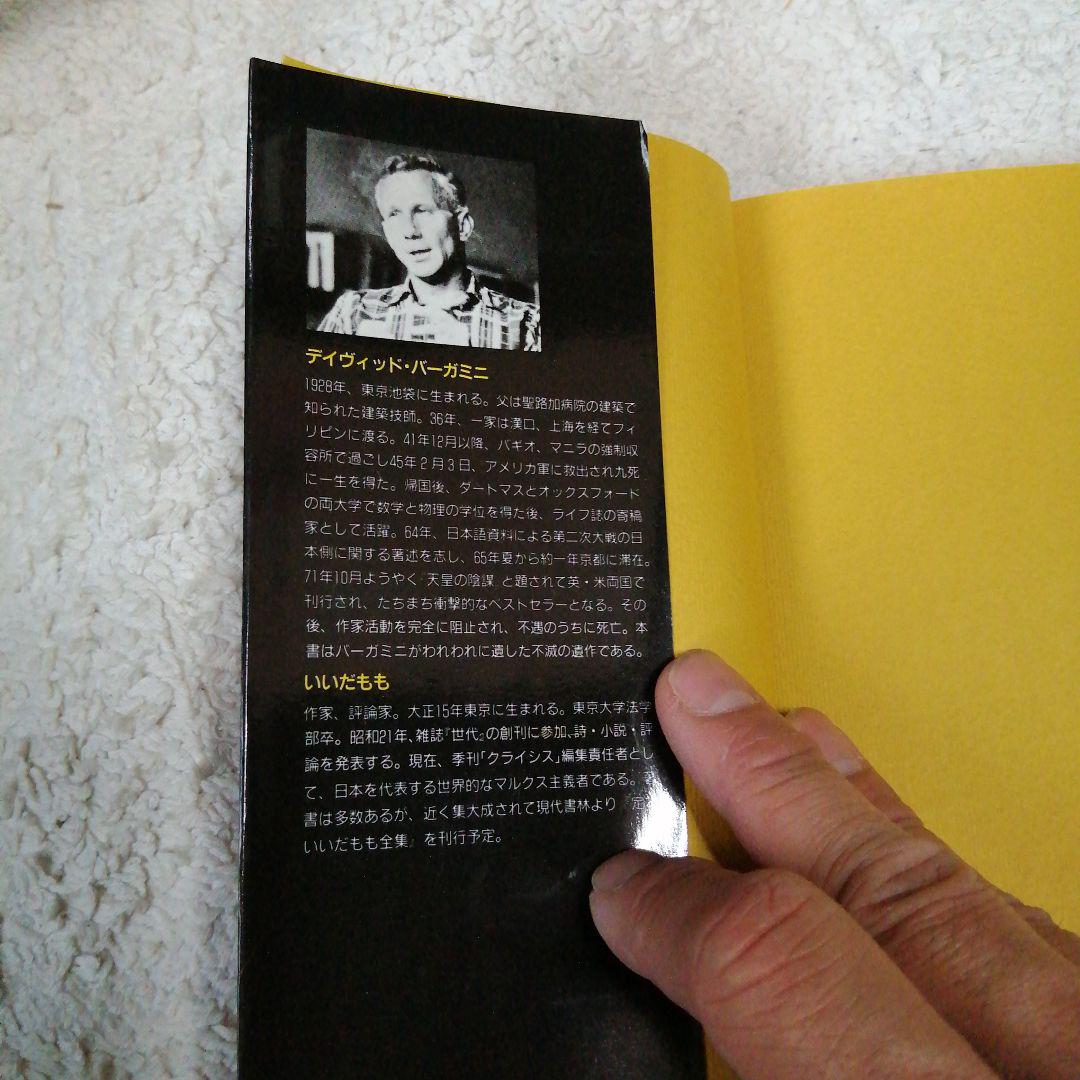 デイヴィッド・バーガミニ
1928年、東京池袋に生まれる。父は聖路加病院の建築で
知られた建築技師。36年、一家は漢口、上海を経てフィ
リピンに渡る。41年12月以降、バギオ、マニラの強制収
容所で過ごし45年2月3日、アメリカ軍に救出され九死
に一生を得た。帰国後、ダートマスとオックスフォード
の両大学で数学と物理の学位を得た後、ライフ誌の寄稿
家として活躍。64年、日本語資料による第二次大戦の日
本側に関する著述を志し、65年夏から約一年京都に滞在。
71年10月ようやく『天皇の陰謀』と題されて英・米両国で
刊行され、たちまち衝撃的なベストセラーとなる。その
後、作家活動を完全に阻止され、不遇のうちに死亡。本
書はバーガミニがわれわれに遺した不滅の遺作である。
いいだもも
作家、評論家。大正15年東京に生まれる。東京大学法学
部卒。昭和21年、雑誌『世代』の創刊に参加、詩・小説・評
論を発表する。現在、季刊「クライシス」編集責任者とし
て、日本を代表する世界的なマルクス主義者である。
書は多数あるが、近く集大成されて現代書林より『定
いいだもも全集』を刊行予定。